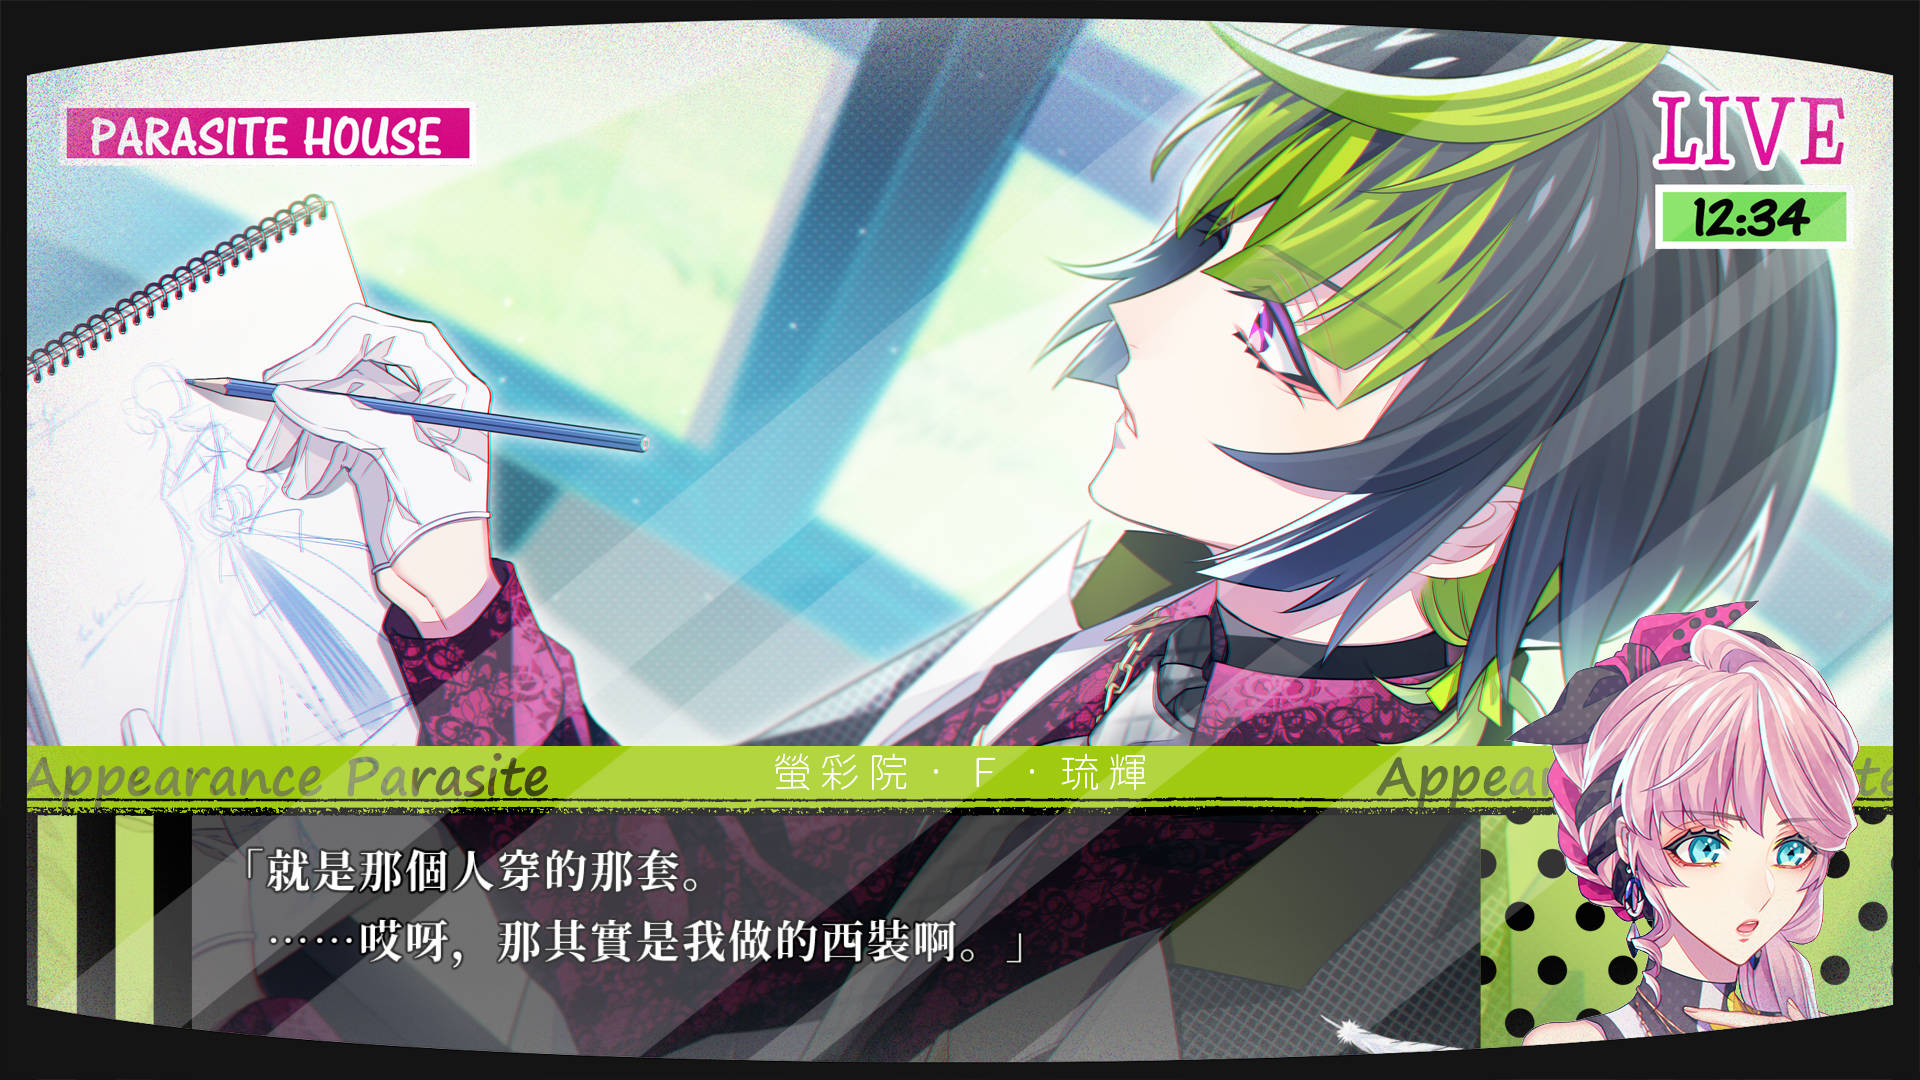 PARASITE HOUSE
LIVE
12:34
Appearance Parasite
螢彩院・F・琉輝
「就是那個人穿的那套。
……哎呀，那其實是我做的西裝啊。」